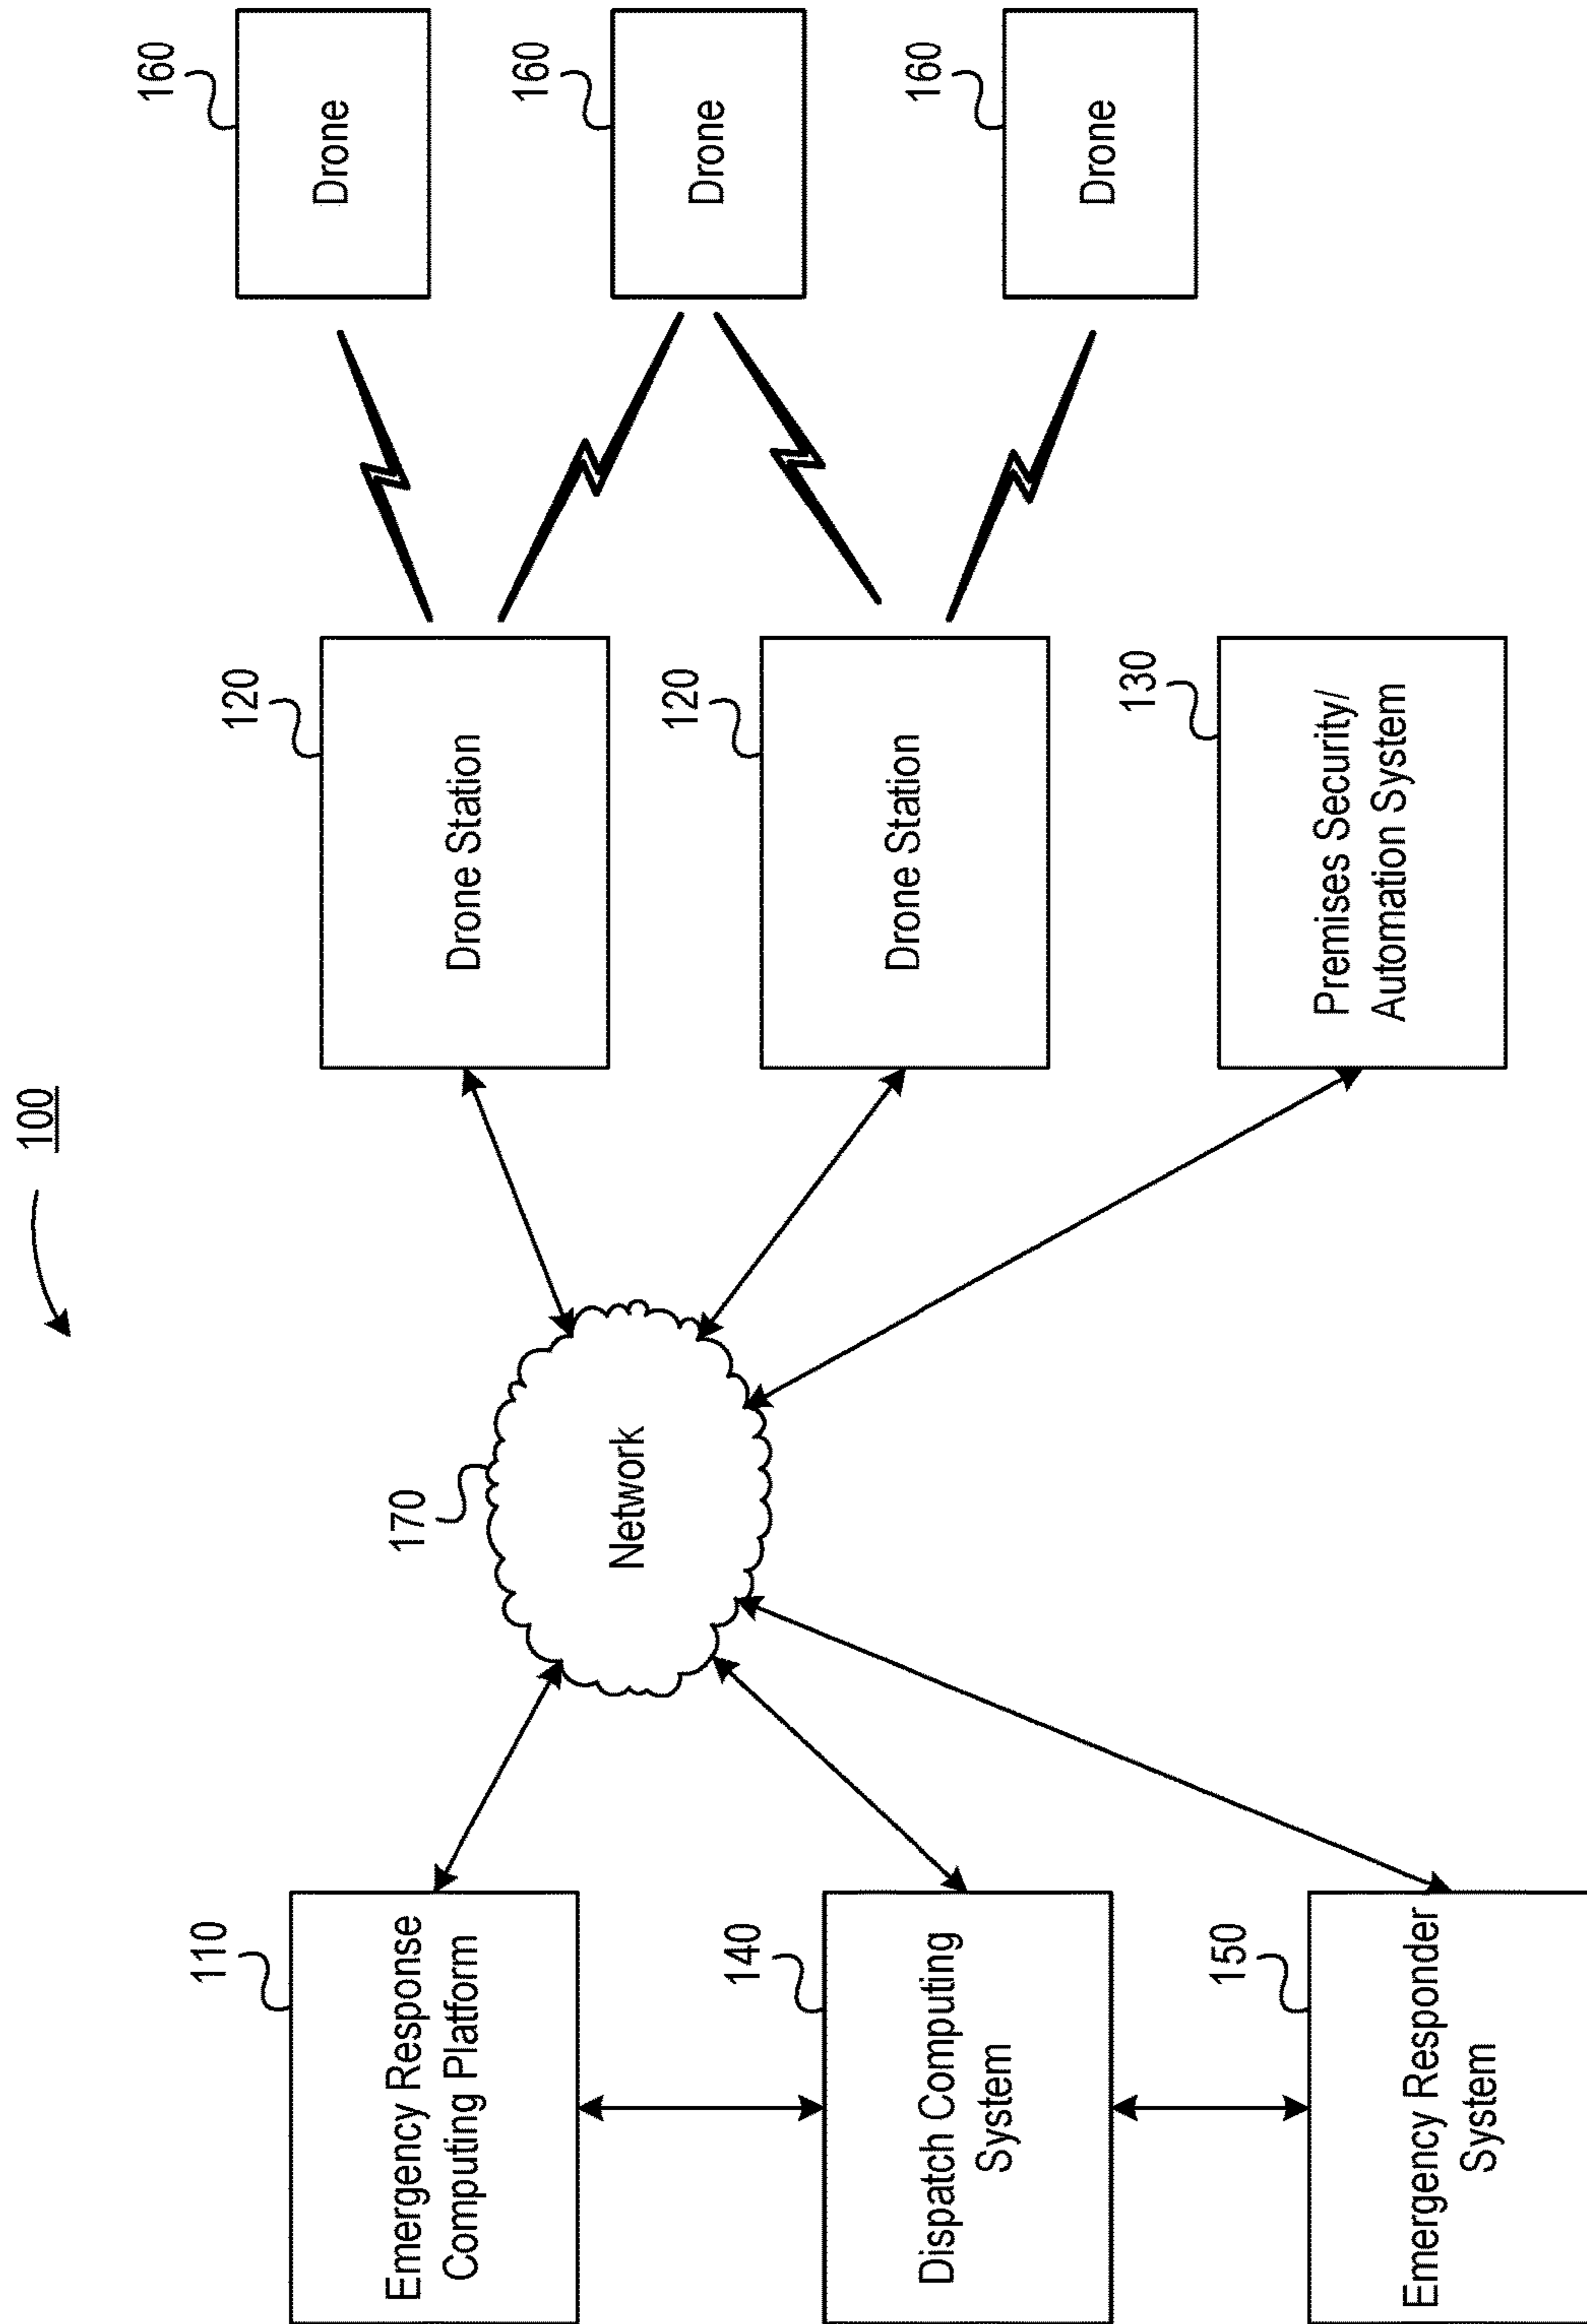 100
110
Emergency Response
Computing Platform
140
Dispatch Computing
System
150
Emergency Responder
System
170
Network
120
Drone Station
120
Drone Station
130
Premises Security/
Automation System
160
Drone
160
Drone
160
Drone